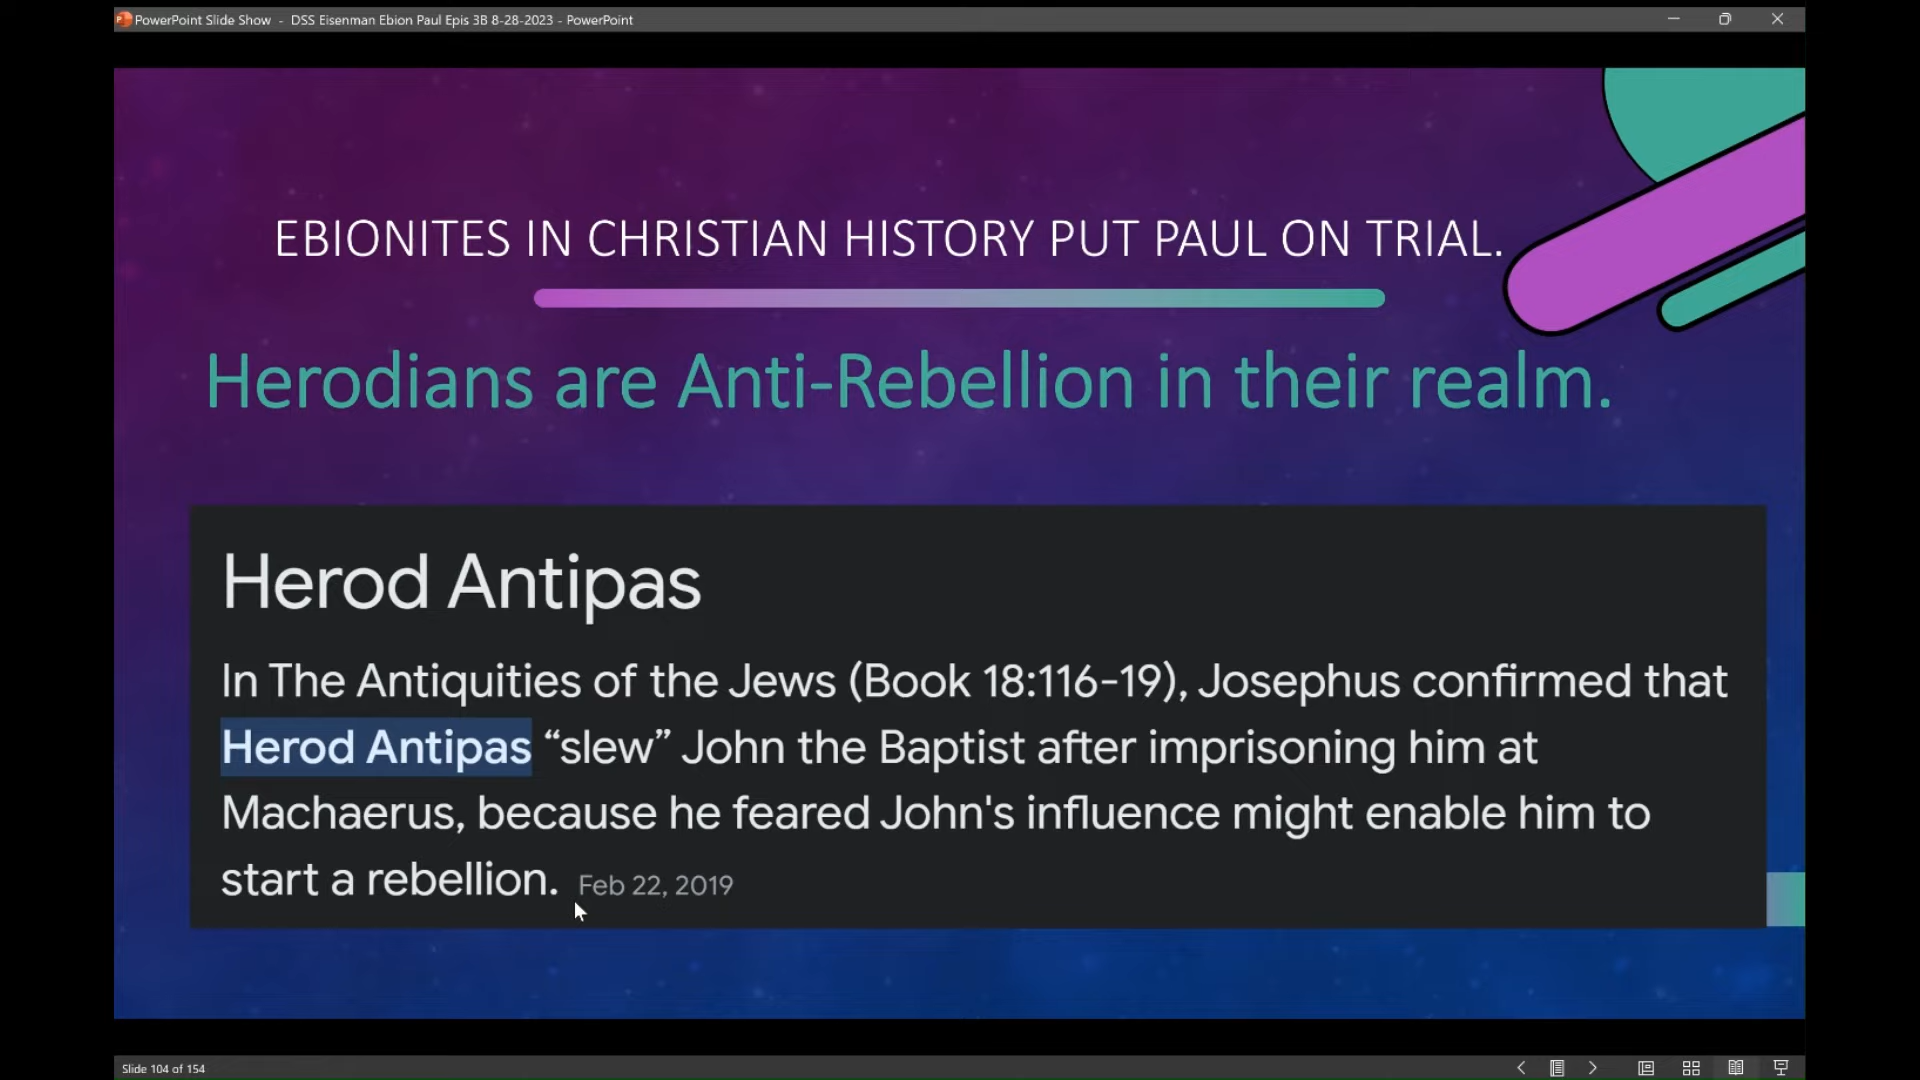 PowerPoint Slide Show - DSS Eisenman Ebion Paul Epis 3B 8-28-2023 - PowerPoint
EBIONITES IN CHRISTIAN HISTORY PUT PAUL ON TRIAL.
Herodians are Anti-Rebellion in their realm.
Herod Antipas
In The Antiquities of the Jews (Book 18:116-19), Josephus confirmed that
Herod Antipas “slew” John the Baptist after imprisoning him at
Machaerus, because he feared John's influence might enable him to
start a rebellion. Feb 22, 2019
Slide 104 of 154